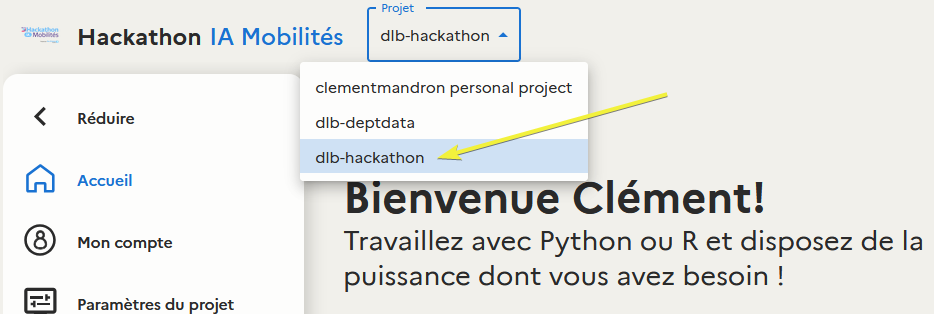 Projet
Hackathon
Mobilités
Hackathon IA Mobilités
dlb-hackathon
clementmandron personal project
dlb-deptdata
dlb-hackathon
Réduire
Accueil
Mon compte
Paramètres du projet
Bienvenue Clément!
Travaillez avec Python ou R et disposez de la
puissance dont vous avez besoin !